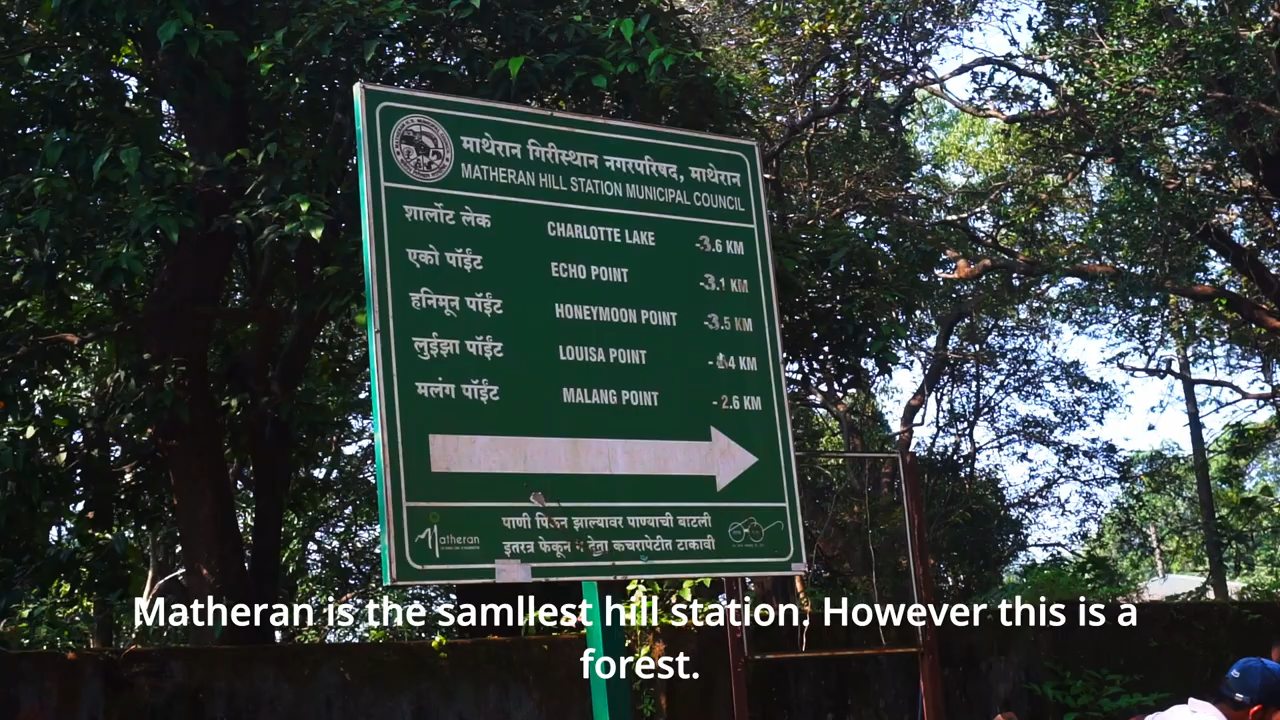 माथेरान गिरीस्थान नगरपरिषद, माथेरान
MATHERAN HILL STATION MUNICIPAL COUNCIL
शार्लोट लेक CHARLOTTE LAKE -3.6 KM
एको पॉईंट ECHO POINT -3.1 KM
हनिमून पॉईंट HONEYMOON POINT -3.5 KM
लुईझा पॉईंट LOUISA POINT - 4 KM
मलंग पॉईंट MALANG POINT - 2.6 KM
पाणी पिऊन झाल्यावर पाण्याची बाटली
इतरत्र फेकून न देता कचरापेटीत टाकावी
Matheran
Matheran is the samllest hill station. However this is a
forest.